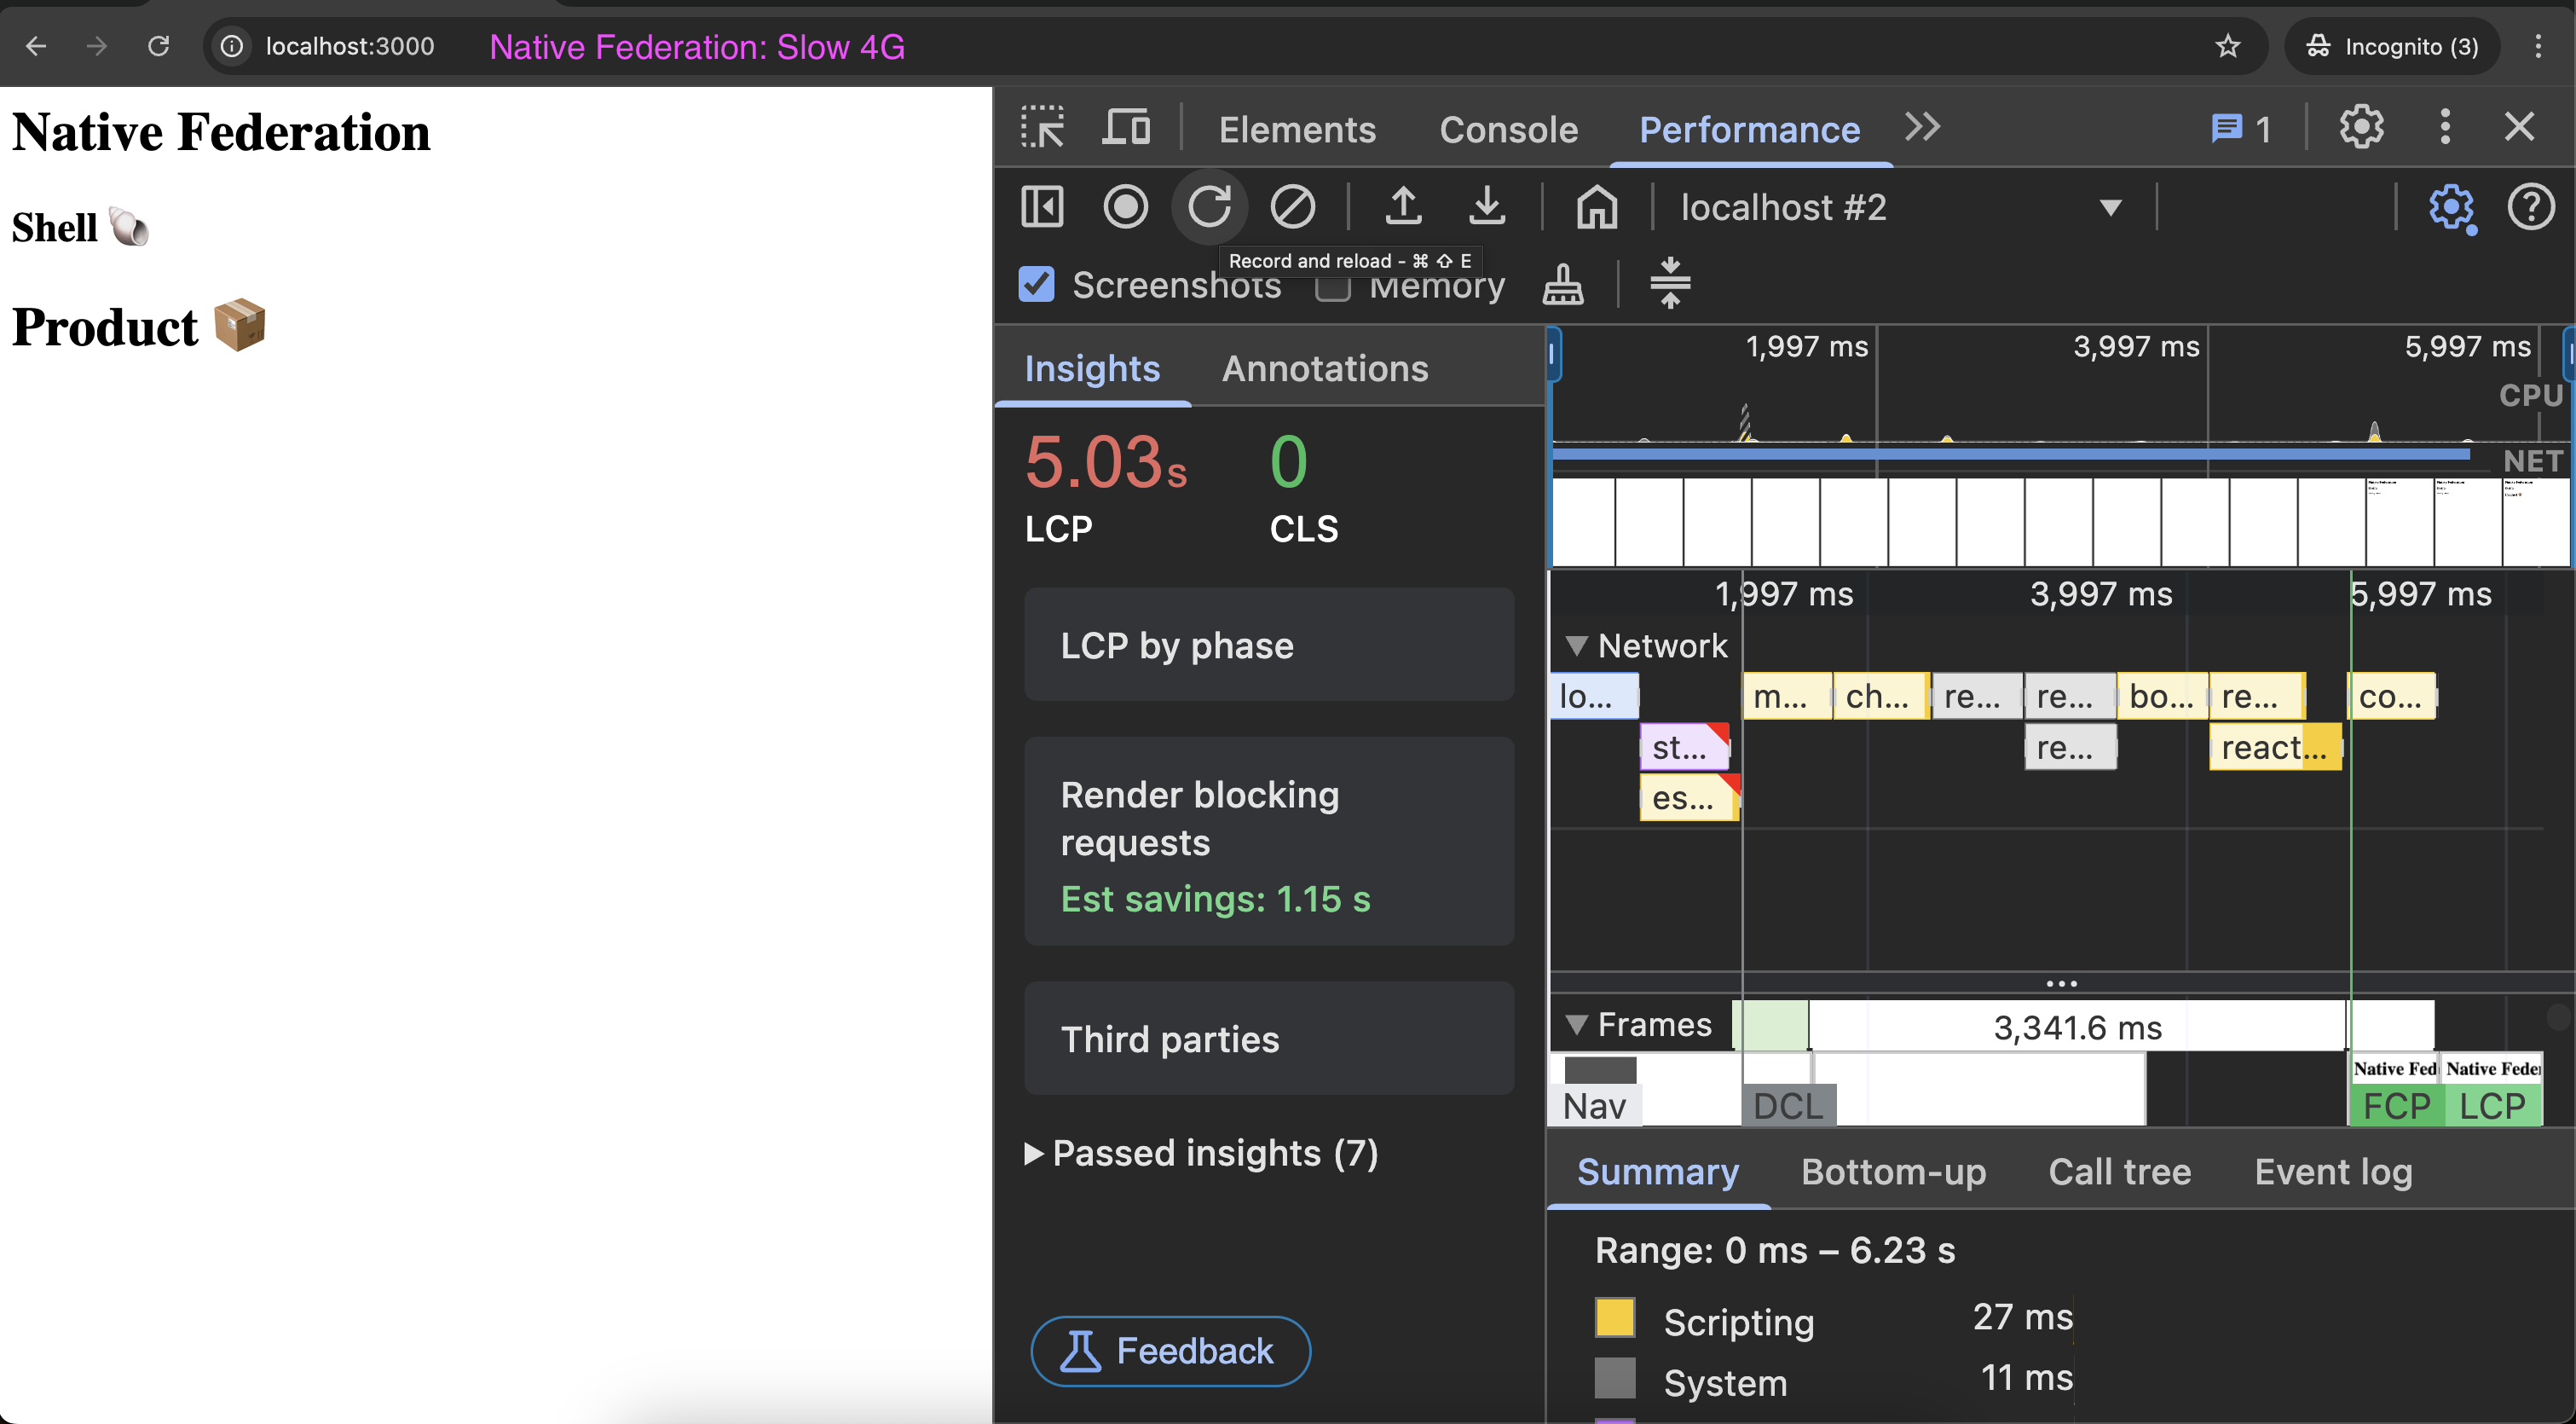 localhost:3000
Native Federation: Slow 4G
Incognito (3)
Native Federation
Shell
Product
Elements
Console
Performance
1
localhost #2
Record and reload - ⌘ ⇧ E
Screenshots
Memory
Insights
Annotations
5.03s
LCP
0
CLS
LCP by phase
Render blocking
requests
Est savings: 1.15 s
Third parties
Passed insights (7)
Feedback
1,997 ms
3,997 ms
5,997 ms
CPU
NET
1,997 ms
3,997 ms
5,997 ms
Network
lo...
m...
ch...
re...
re...
bo...
re...
co...
st...
re...
react...
es...
Frames
3,341.6 ms
Native Fed
Native Feder
Nav
DCL
FCP
LCP
Summary
Bottom-up
Call tree
Event log
Range: 0 ms – 6.23 s
Scripting
27 ms
System
11 ms